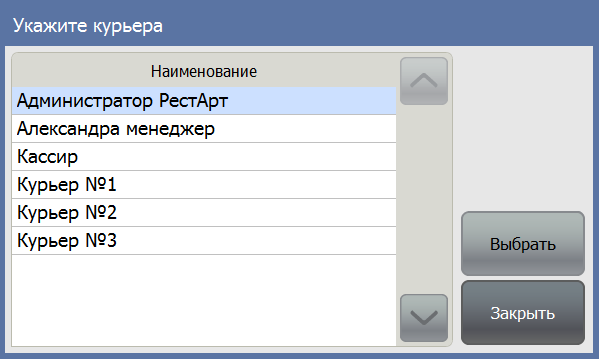 Укажите курьера
Наименование
Администратор РестАрт
Александра менеджер
Кассир
Курьер №1
Курьер №2
Курьер №3
Выбрать
Закрыть